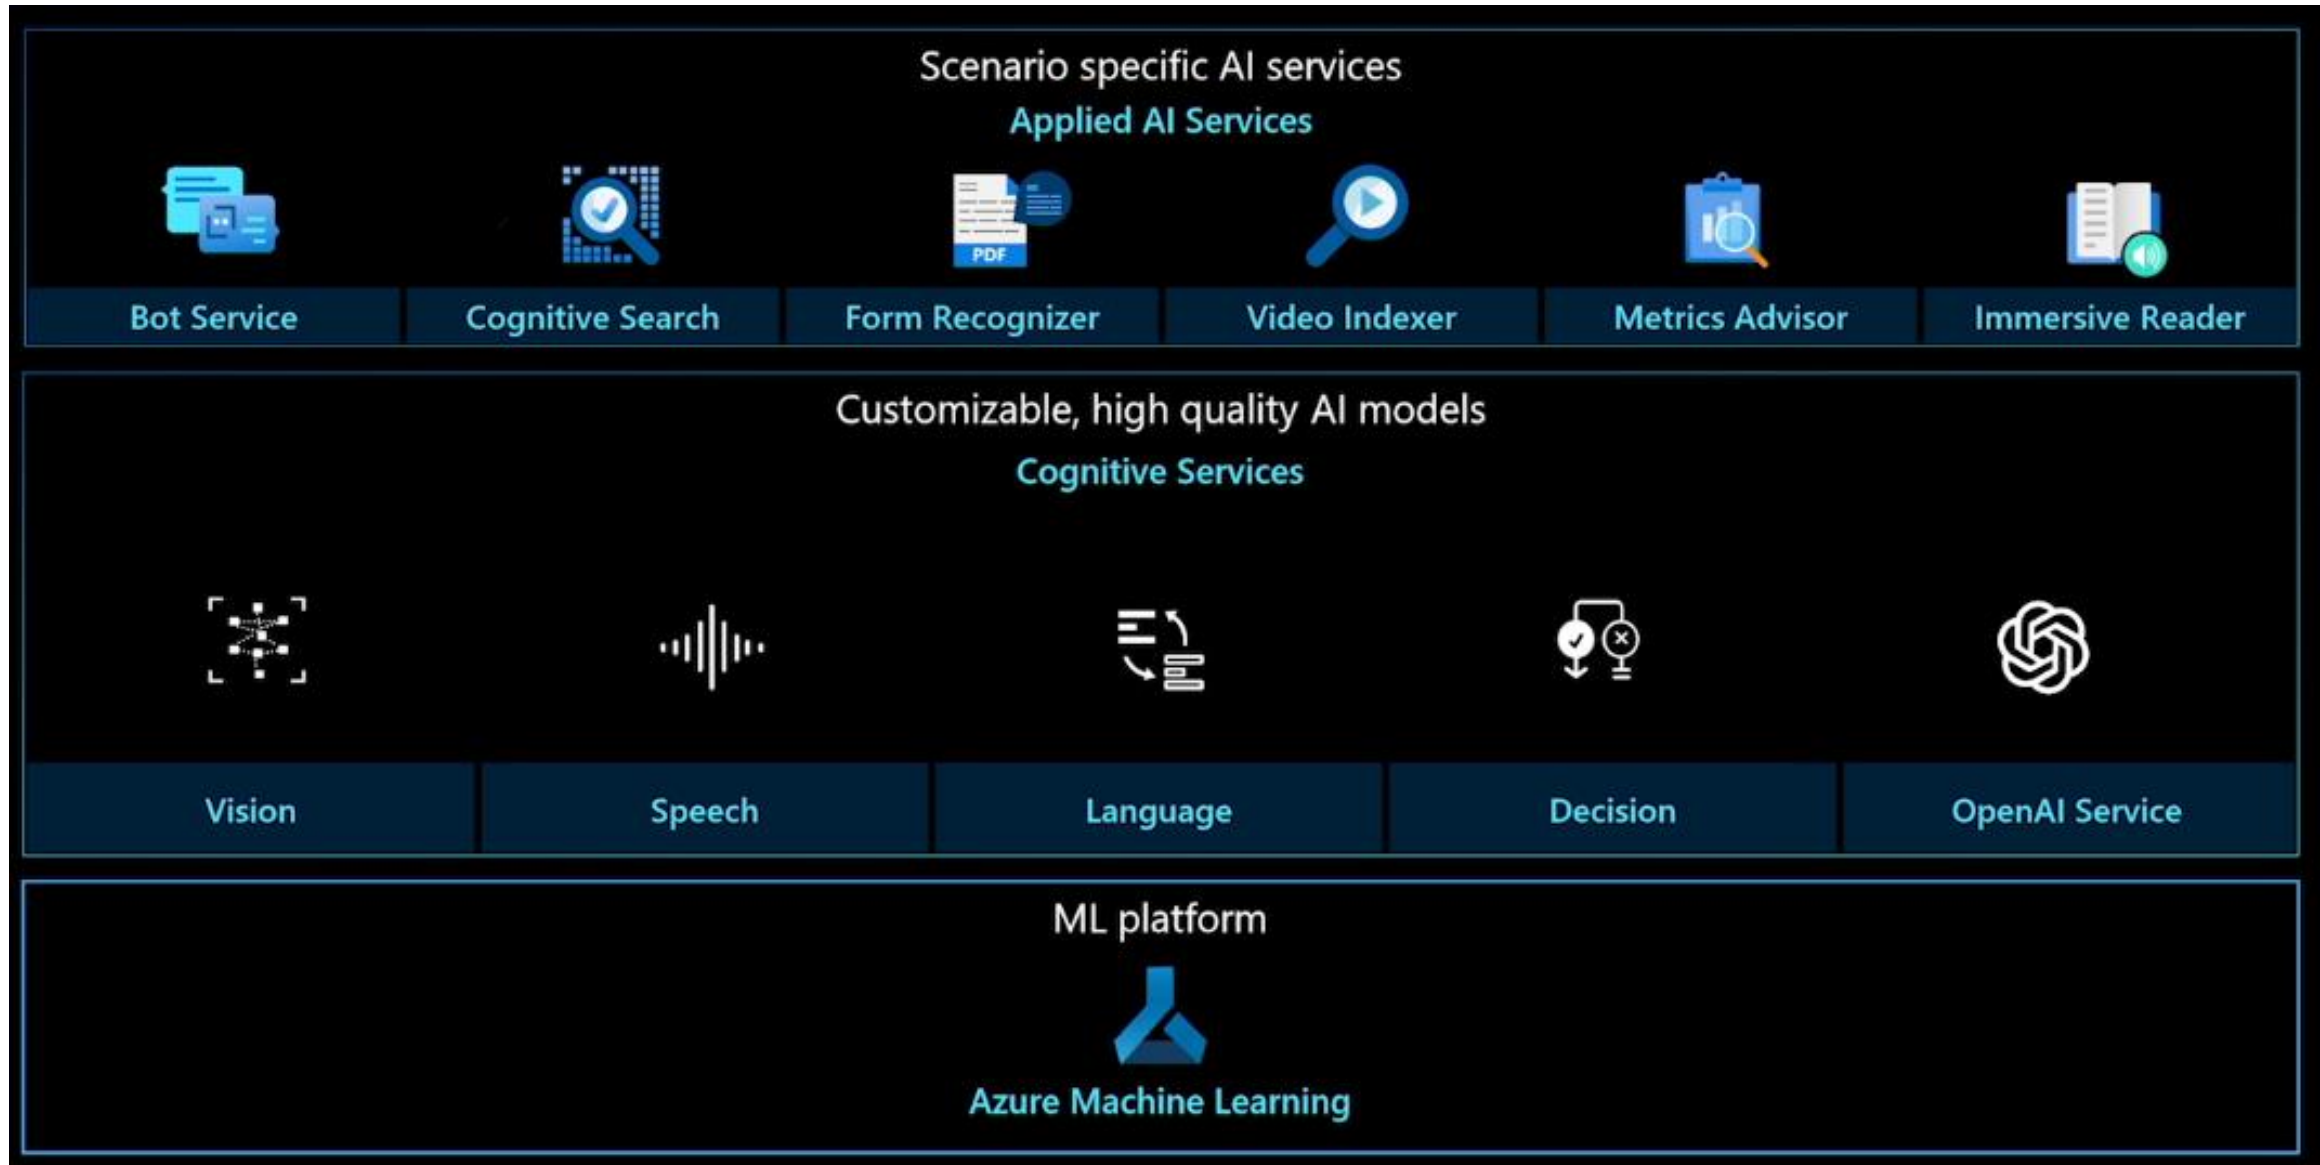 Scenario specific AI services
Applied AI Services
PDF
Bot Service
Cognitive Search
Form Recognizer
Video Indexer
Metrics Advisor
Immersive Reader
Customizable, high quality AI models
Cognitive Services
Vision
Speech
Language
Decision
OpenAI Service
ML platform
Azure Machine Learning